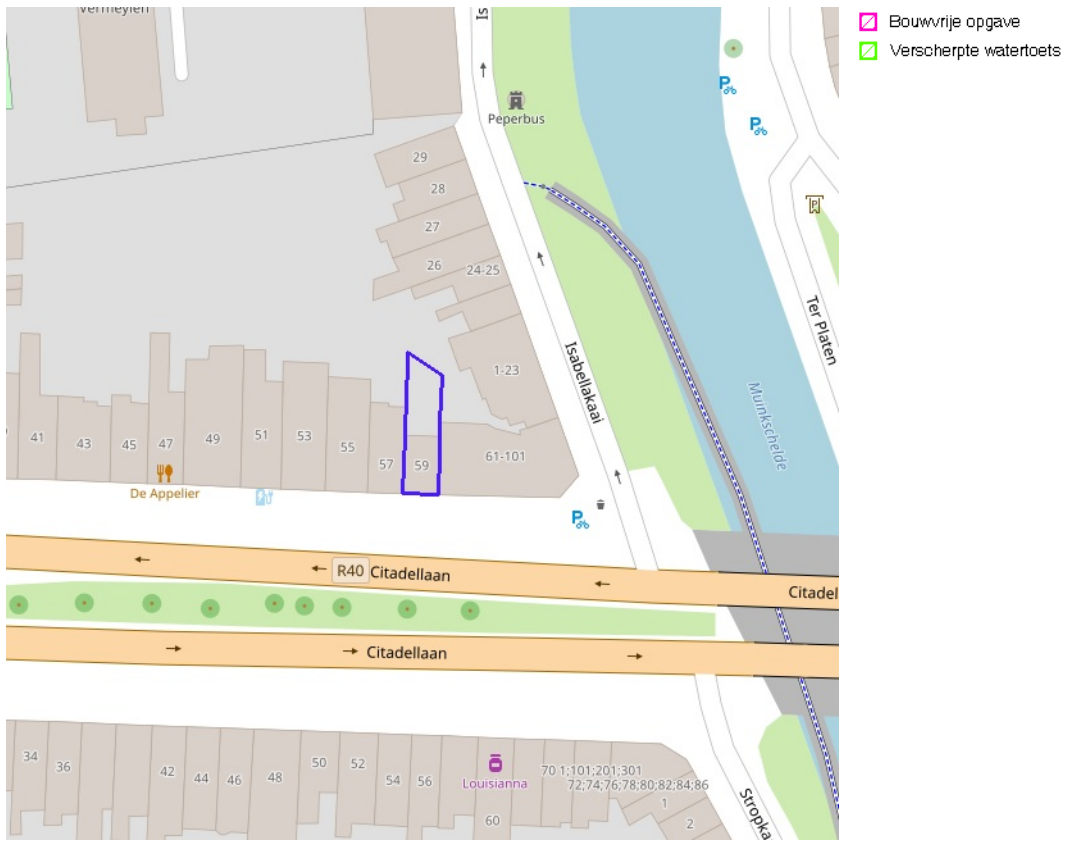 Vermeylen
Is
Bouwvrije opgave
Verscherpte watertoets
P
Peperbus
P
29
28
P
27
26
24-25
Ter Platen
Isabellakaai
1-23
Muinkschelde
41
43
45
47
49
51
53
55
57
59
61-101
De Appelier
P
R40
Citadellaan
Citadel
Citadellaan
34
36
42
44
46
48
50
52
54
56
Louisianna
60
70 1;101;201;301
72;74;76;78;80;82;84;86
1
2
Stropka